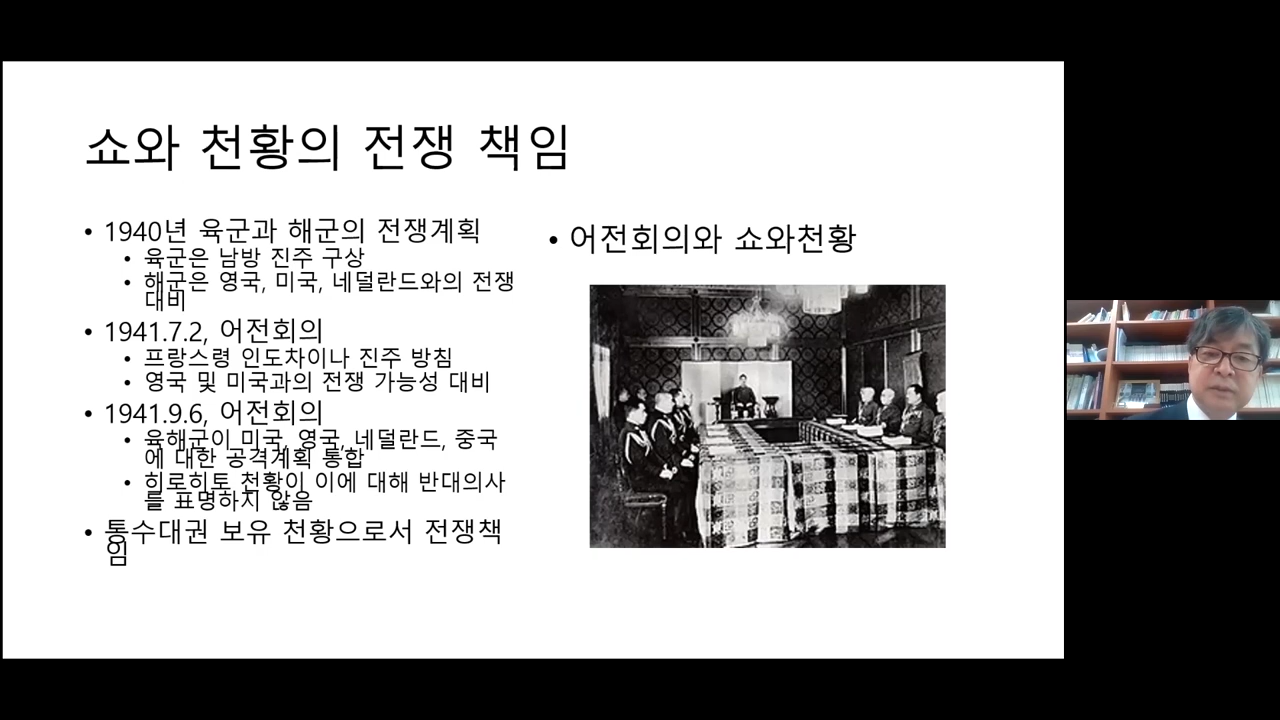 쇼와 천황의 전쟁 책임
• 1940년 육군과 해군의 전쟁계획
• 육군은 남방 진주 구상
• 해군은 영국, 미국, 네덜란드와의 전쟁
대비
• 1941.7.2, 어전회의
• 프랑스령 인도차이나 진주 방침
• 영국 및 미국과의 전쟁 가능성 대비
• 1941.9.6, 어전회의
• 육해군이 미국, 영국, 네덜란드, 중국
에 대한 공격계획 통합
• 히로히토 천황이 이에 대해 반대의사
를 표명하지 않음
• 통수대권 보유 천황으로서 전쟁책
임
• 어전회의와 쇼와천황